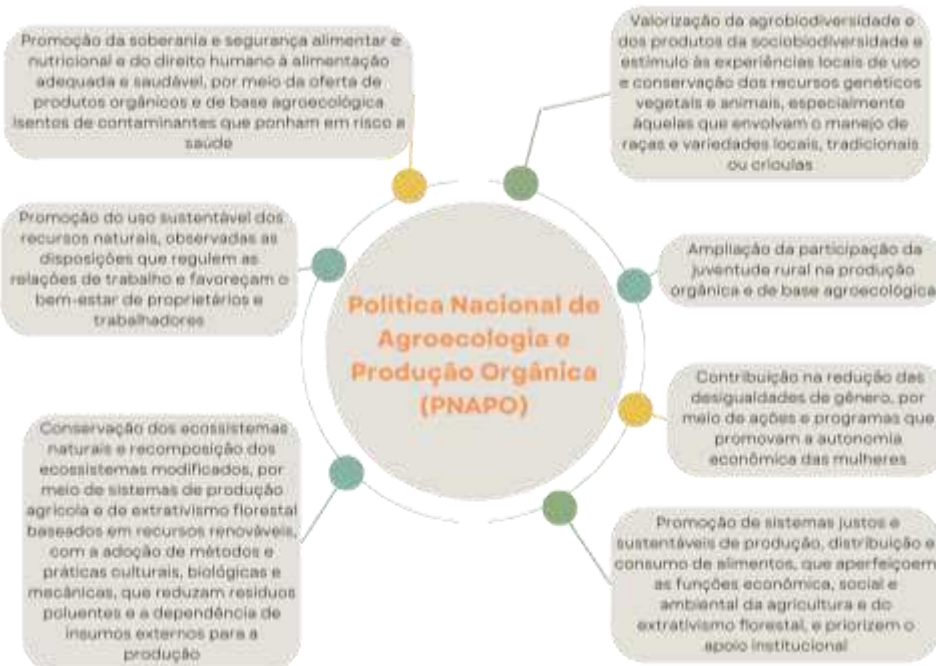 Promoção da soberania e segurança alimentar e
nutricional e do direito humano à alimentação
adequada e saudável, por meio da oferta de
produtos orgânicos e de base agroecológica
isentos de contaminantes que ponham em risco a
saúde
Promoção do uso sustentável dos
recursos naturais, observadas as
disposições que regulem as
relações de trabalho e favoreçam o
bem-estar de proprietários e
trabalhadores
Conservação dos ecossistemas
naturais e recomposição dos
ecossistemas modificados, por
meio de sistemas de produção
agrícola e de extrativismo florestal
baseados em recursos renováveis,
com a adoção de métodos e
práticas culturais, biológicas e
mecânicas, que reduzam resíduos
poluentes e a dependência de
insumos externos para a
produção
Política Nacional de
Agroecologia e
Produção Orgânica
(PNAPO)
Valorização da agrobiodiversidade e
dos produtos da sociobiodiversidade e
estímulo às experiências locais de uso
e conservação dos recursos genéticos
vegetais e animais, especialmente
àquelas que envolvam o manejo de
raças e variedades locais, tradicionais
ou crioulas
Ampliação da participação da
juventude rural na produção
orgânica e de base agroecológica
Contribuição na redução das
desigualdades de gênero, por
meio de ações e programas que
promovam a autonomia
econômica das mulheres
Promoção de sistemas justos e
sustentáveis de produção, distribuição e
consumo de alimentos, que aperfeiçoem
as funções econômica, social e
ambiental da agricultura e do
extrativismo florestal, e priorizem o
apoio institucional